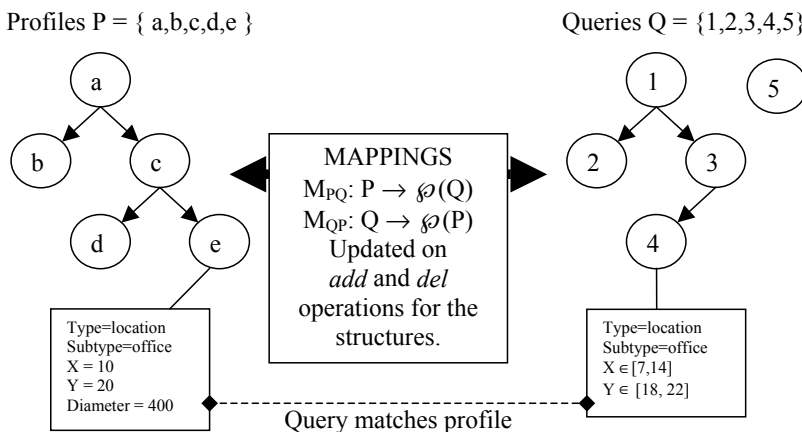 Profiles P = { a,b,c,d,e }
Queries Q = {1,2,3,4,5}
a
b
c
d
e
MAPPINGS
M_PQ: P → ℘(Q)
M_QP: Q → ℘(P)
Updated on
add and del
operations for the
structures.
1
5
2
3
4
Type=location
Subtype=office
X = 10
Y = 20
Diameter = 400
Type=location
Subtype=office
X ∈[7,14]
Y ∈ [18, 22]
Query matches profile